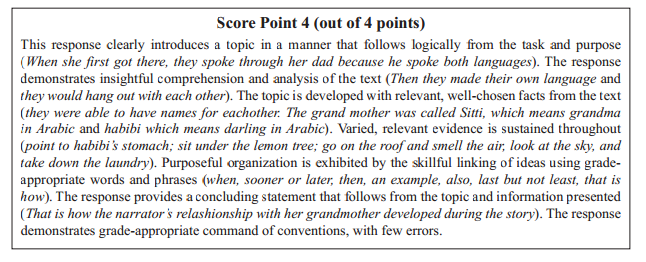 Score Point 4 (out of 4 points)
This response clearly introduces a topic in a manner that follows logically from the task and purpose
(When she first got there, they spoke through her dad because he spoke both languages). The response
demonstrates insightful comprehension and analysis of the text (Then they made their own language and
they would hang out with each other). The topic is developed with relevant, well-chosen facts from the text
(they were able to have names for eachother. The grand mother was called Sitti, which means grandma
in Arabic and habibi which means darling in Arabic). Varied, relevant evidence is sustained throughout
(point to habibi's stomach; sit under the lemon tree; go on the roof and smell the air, look at the sky, and
take down the laundry). Purposeful organization is exhibited by the skillful linking of ideas using grade-
appropriate words and phrases (when, sooner or later, then, an example, also, last but not least, that is
how). The response provides a concluding statement that follows from the topic and information presented
(That is how the narrator's relashionship with her grandmother developed during the story). The response
demonstrates grade-appropriate command of conventions, with few errors.